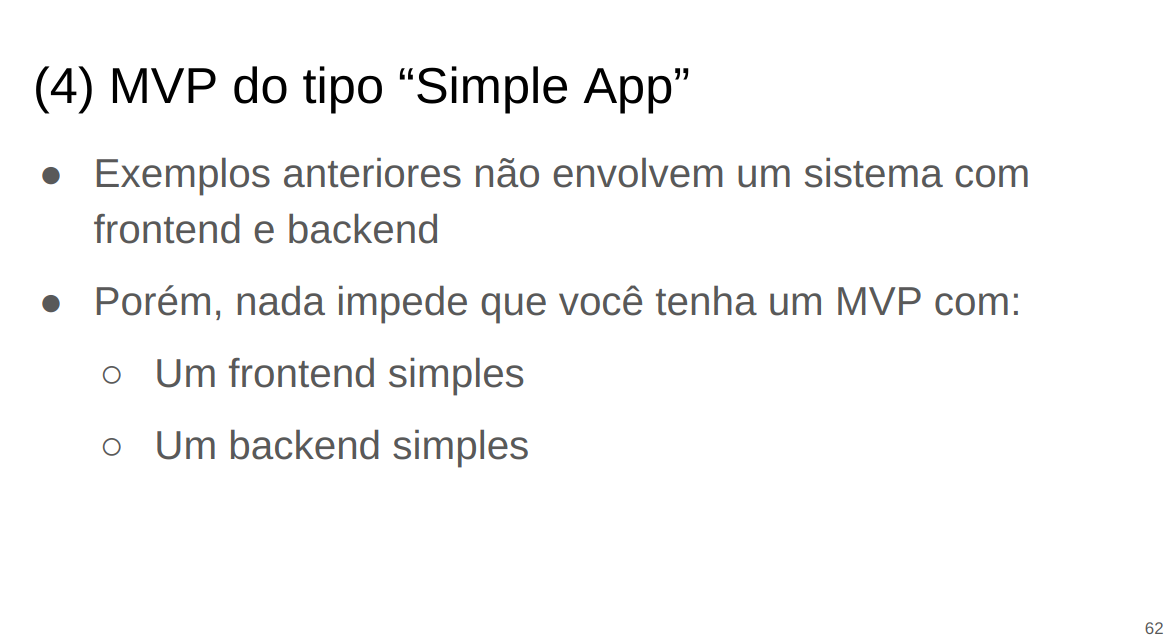 (4) MVP do tipo “Simple App”
● Exemplos anteriores não envolvem um sistema com
frontend e backend
● Porém, nada impede que você tenha um MVP com:
○ Um frontend simples
○ Um backend simples
62